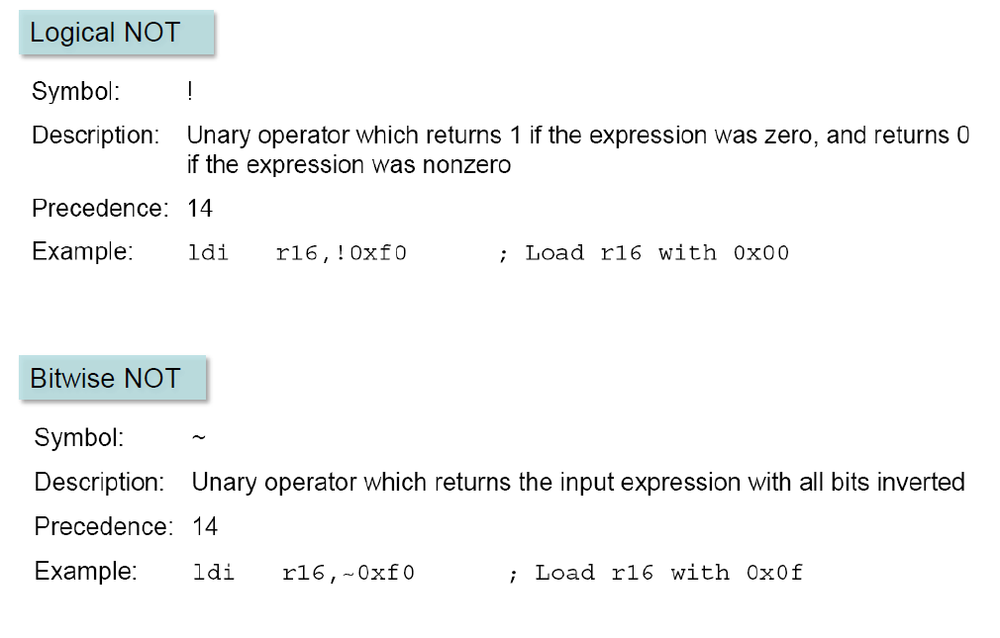 Logical NOT
Symbol: !
Description: Unary operator which returns 1 if the expression was zero, and returns 0
if the expression was nonzero
Precedence: 14
Example: ldi r16,!0xf0 ; Load r16 with 0x00
Bitwise NOT
Symbol: ~
Description: Unary operator which returns the input expression with all bits inverted
Precedence: 14
Example: ldi r16,~0xf0 ; Load r16 with 0x0f